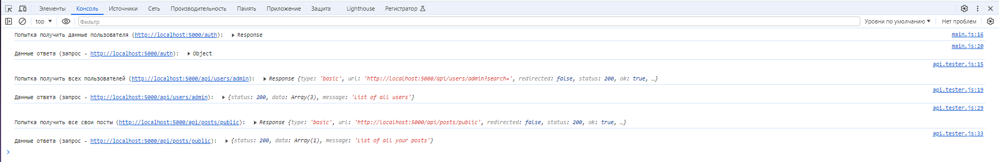 Элементы Консоль Источники Сеть Производительность Память Приложение Защита Lighthouse Регистратор
top Фильтр Уровни по умолчанию Нет проблем
Попытка получить данные пользователя (http://localhost:5000/auth): Response main.js:16
main.js:20
Данные ответа (запрос - http://localhost:5000/auth): Object
api.tester.js:15
Попытка получить всех пользователей (http://localhost:5000/api/users/admin): Response {type: 'basic', url: 'http://localhost:5000/api/users/admin?search=', redirected: false, status: 200, ok: true, …}
api.tester.js:19
Данные ответа (запрос - http://localhost:5000/api/users/admin): {status: 200, data: Array(3), message: 'List of all users'}
api.tester.js:29
Попытка получить все свои посты (http://localhost:5000/api/posts/public): Response {type: 'basic', url: 'http://localhost:5000/api/posts/public', redirected: false, status: 200, ok: true, …}
api.tester.js:33
Данные ответа (запрос - http://localhost:5000/api/posts/public): {status: 200, data: Array(1), message: 'List of all your posts'}